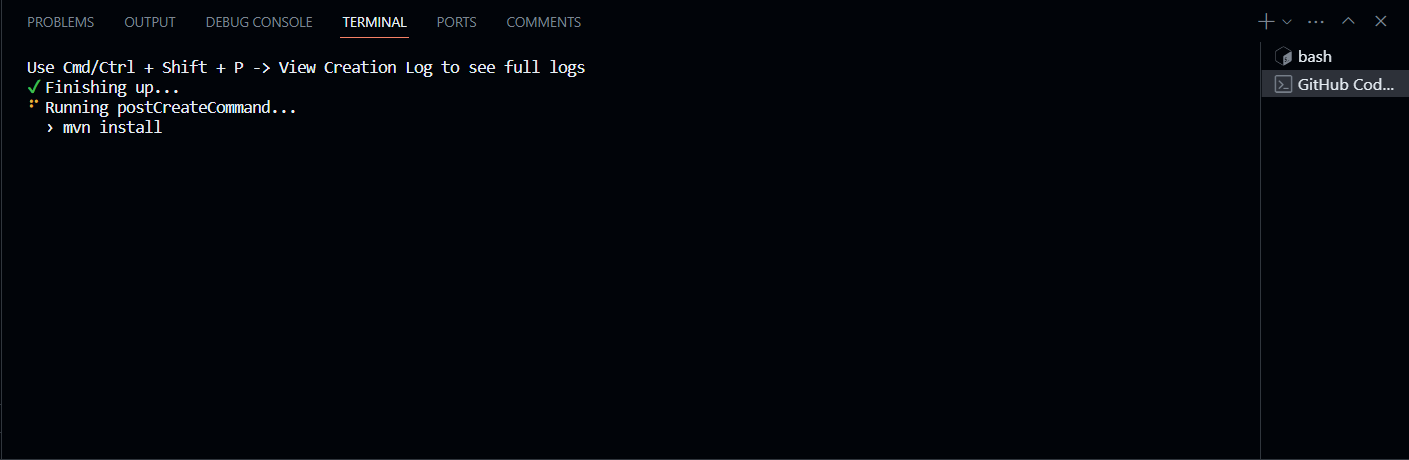 PROBLEMS OUTPUT DEBUG CONSOLE TERMINAL PORTS COMMENTS
Use Cmd/Ctrl + Shift + P -> View Creation Log to see full logs
✓ Finishing up...
⠋ Running postCreateCommand...
› mvn install
bash
GitHub Cod...